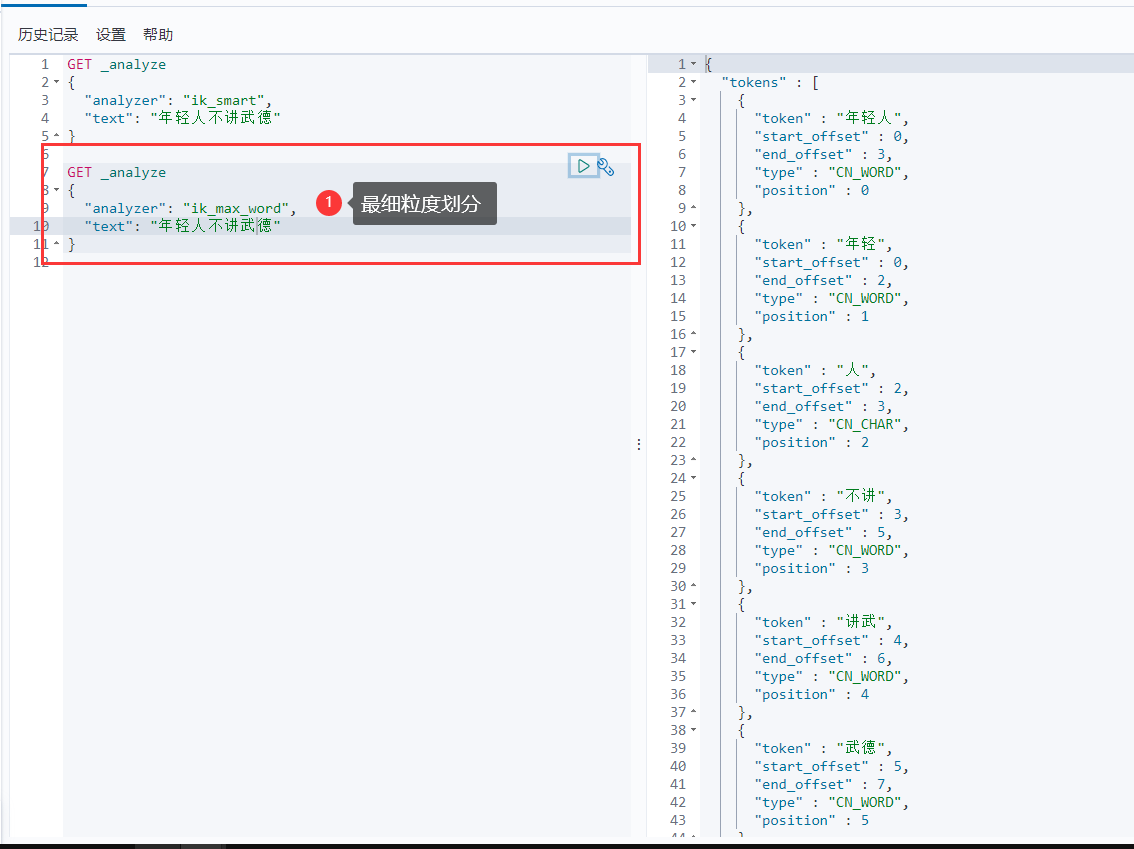 历史记录 设置 帮助
1 GET _analyze
2 {
3 "analyzer": "ik_smart",
4 "text": "年轻人不讲武德"
5 }
6
7 GET _analyze
8 {
9 "analyzer": "ik_max_word",
10 "text": "年轻人不讲武德"
11 }
12
1 最细粒度划分
1 {
2 "tokens" : [
3 {
4 "token" : "年轻人",
5 "start_offset" : 0,
6 "end_offset" : 3,
7 "type" : "CN_WORD",
8 "position" : 0
9 },
10 {
11 "token" : "年轻",
12 "start_offset" : 0,
13 "end_offset" : 2,
14 "type" : "CN_WORD",
15 "position" : 1
16 },
17 {
18 "token" : "人",
19 "start_offset" : 2,
20 "end_offset" : 3,
21 "type" : "CN_CHAR",
22 "position" : 2
23 },
24 {
25 "token" : "不讲",
26 "start_offset" : 3,
27 "end_offset" : 5,
28 "type" : "CN_WORD",
29 "position" : 3
30 },
31 {
32 "token" : "讲武",
33 "start_offset" : 4,
34 "end_offset" : 6,
35 "type" : "CN_WORD",
36 "position" : 4
37 },
38 {
39 "token" : "武德",
40 "start_offset" : 5,
41 "end_offset" : 7,
42 "type" : "CN_WORD",
43 "position" : 5